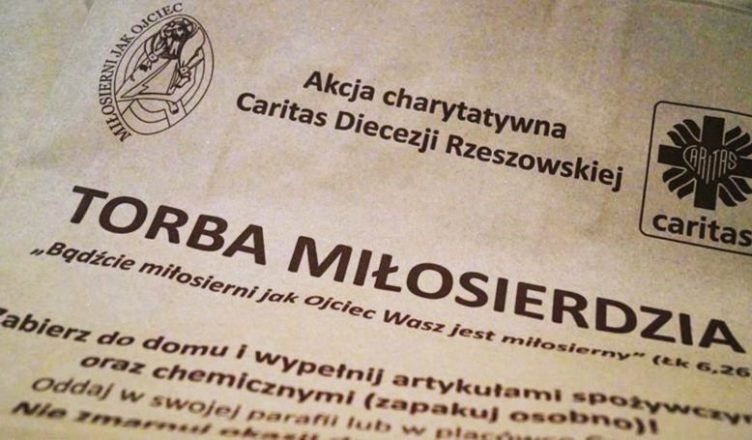 MIŁOSIERNI JAK OJCIEC
Akcja charytatywna
Caritas Diecezji Rzeszowskiej
CARITAS
caritas
TORBA MIŁOSIERDZIA
„Bądźcie miłosierni jak Ojciec Wasz jest miłosierny” (Łk 6,26
Zabierz do domu i wypełnij artykułami spożywczy
oraz chemicznymi (zapakuj osobno)!
Oddaj w swojej parafii lub w placów
Nie zmarnuj okazji